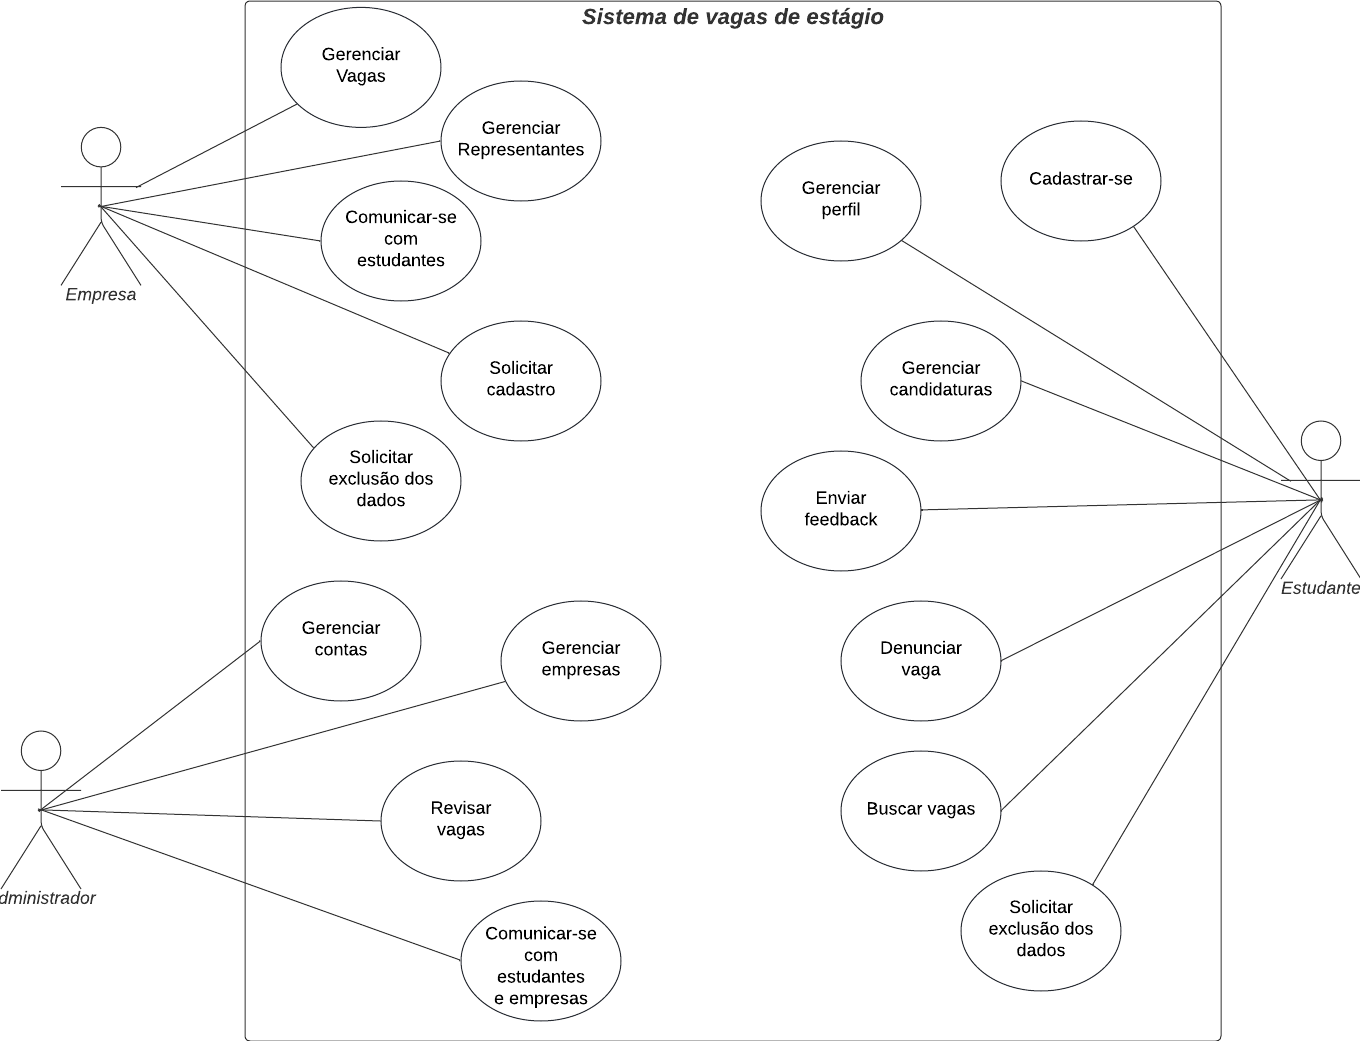 Sistema de vagas de estágio
Gerenciar
Vagas
Gerenciar
Representantes
Comunicar-se
com
estudantes
Empresa
Solicitar
cadastro
Solicitar
exclusão dos
dados
Cadastrar-se
Gerenciar
perfil
Gerenciar
candidaturas
Enviar
feedback
Estudante
Denunciar
vaga
Buscar vagas
Solicitar
exclusão dos
dados
Gerenciar
contas
Gerenciar
empresas
Revisar
vagas
dministrador
Comunicar-se
com
estudantes
e empresas